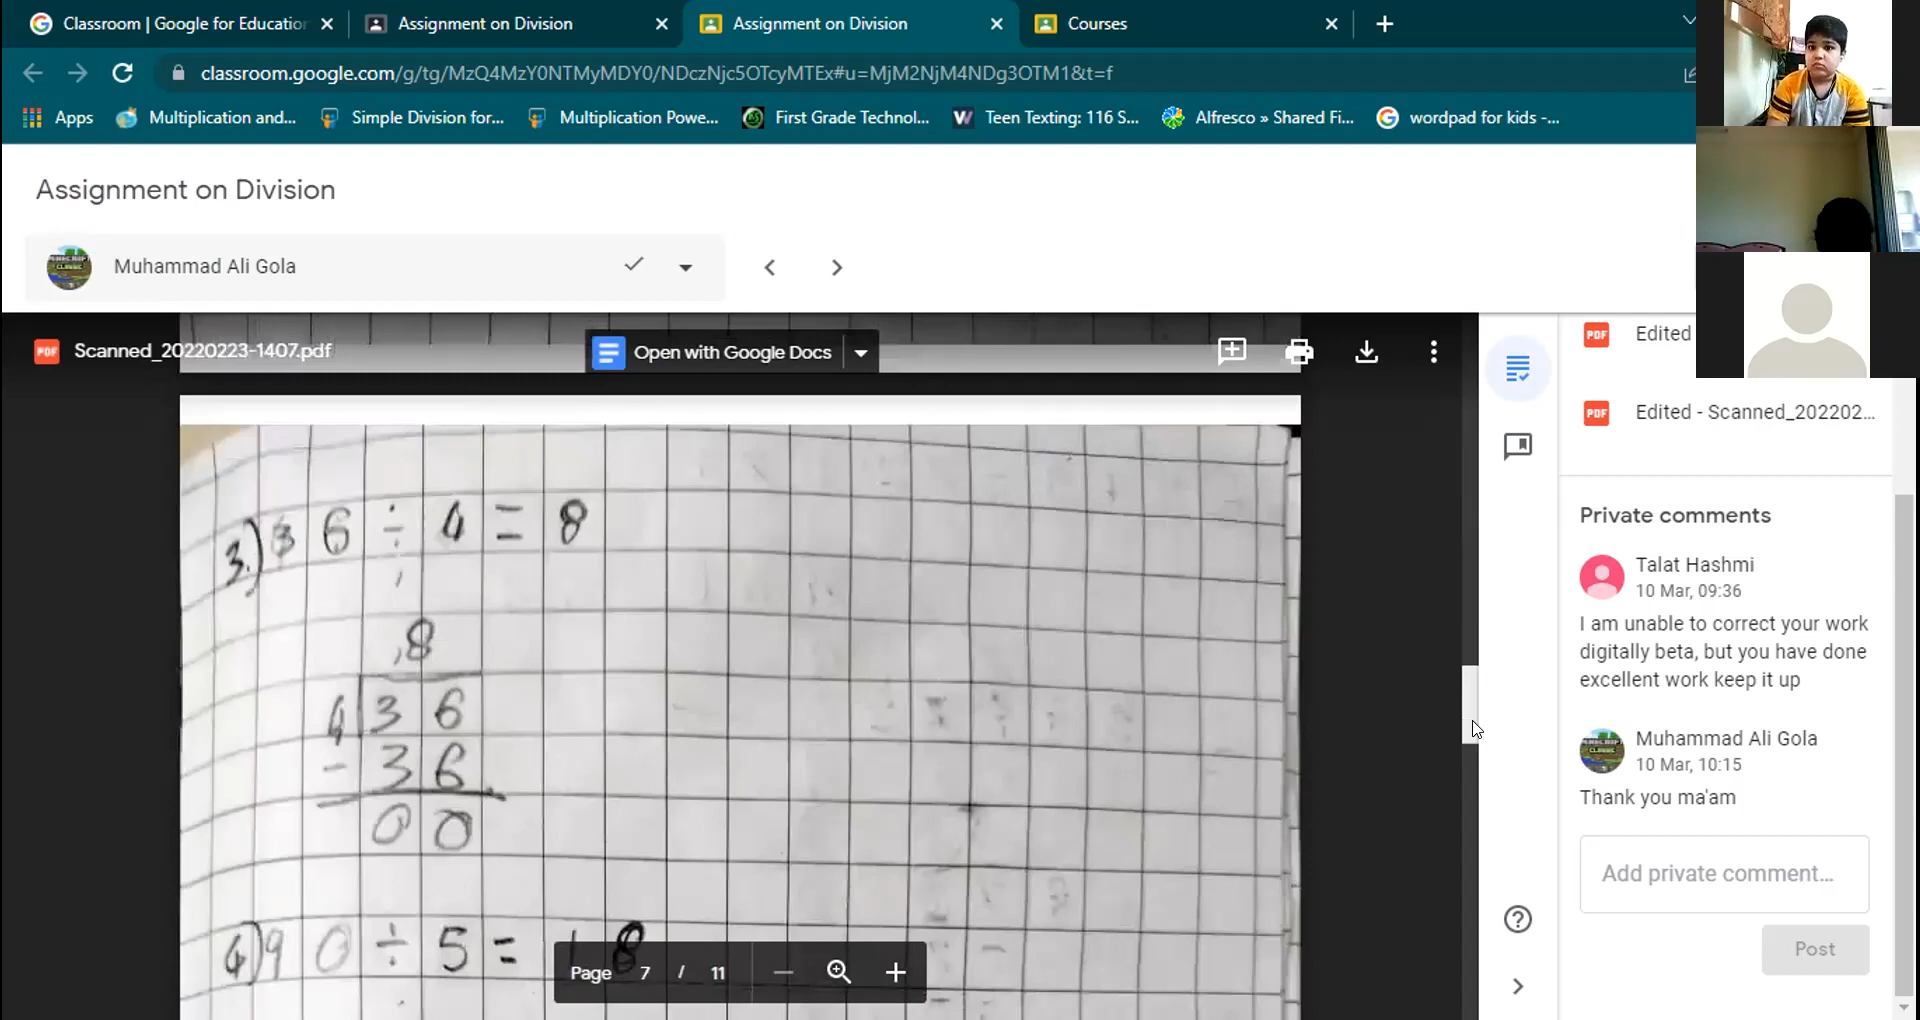 Classroom | Google for Educatio
Assignment on Division
Assignment on Division
Courses
classroom.google.com/g/tg/MzQ4MzY0NTMyMDY0/NDczNjc5OTcyMTEx#u=MjM2NjM4NDg3OTM1&t=f
Apps
Multiplication and...
Simple Division for...
Multiplication Powe...
First Grade Technol...
Teen Texting: 116 S...
Alfresco » Shared Fi...
wordpad for kids -...
Assignment on Division
Muhammad Ali Gola
PDF Scanned_20220223-1407.pdf
Open with Google Docs
3.) 36 ÷ 4 = 8
8
4 36
- 36
00
4) 90 ÷ 5 = 18
Page 7 / 11
PDF Edited
PDF Edited - Scanned_202202...
Private comments
Talat Hashmi
10 Mar, 09:36
I am unable to correct your work
digitally beta, but you have done
excellent work keep it up
Muhammad Ali Gola
10 Mar, 10:15
Thank you ma'am
Add private comment...
Post